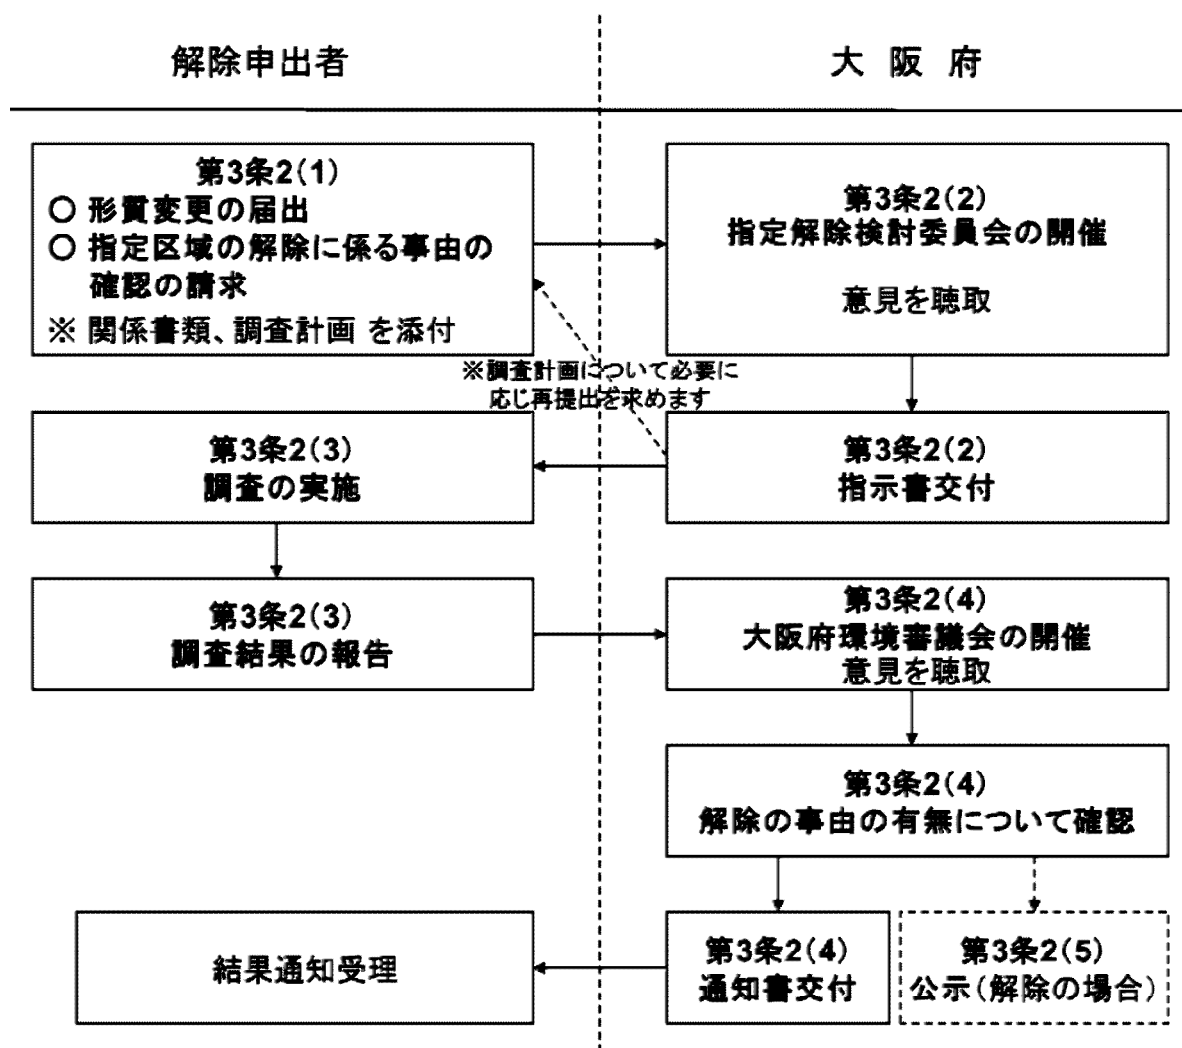 解除申出者
大 阪 府
第3条2(1)
○ 形質変更の届出
○ 指定区域の解除に係る事由の
確認の請求
※ 関係書類、調査計画 を添付
第3条2(2)
指定解除検討委員会の開催
意見を聴取
※調査計画について必要に
応じ再提出を求めます
第3条2(3)
調査の実施
第3条2(2)
指示書交付
第3条2(3)
調査結果の報告
第3条2(4)
大阪府環境審議会の開催
意見を聴取
第3条2(4)
解除の事由の有無について確認
結果通知受理
第3条2(4)
通知書交付
第3条2(5)
公示(解除の場合)